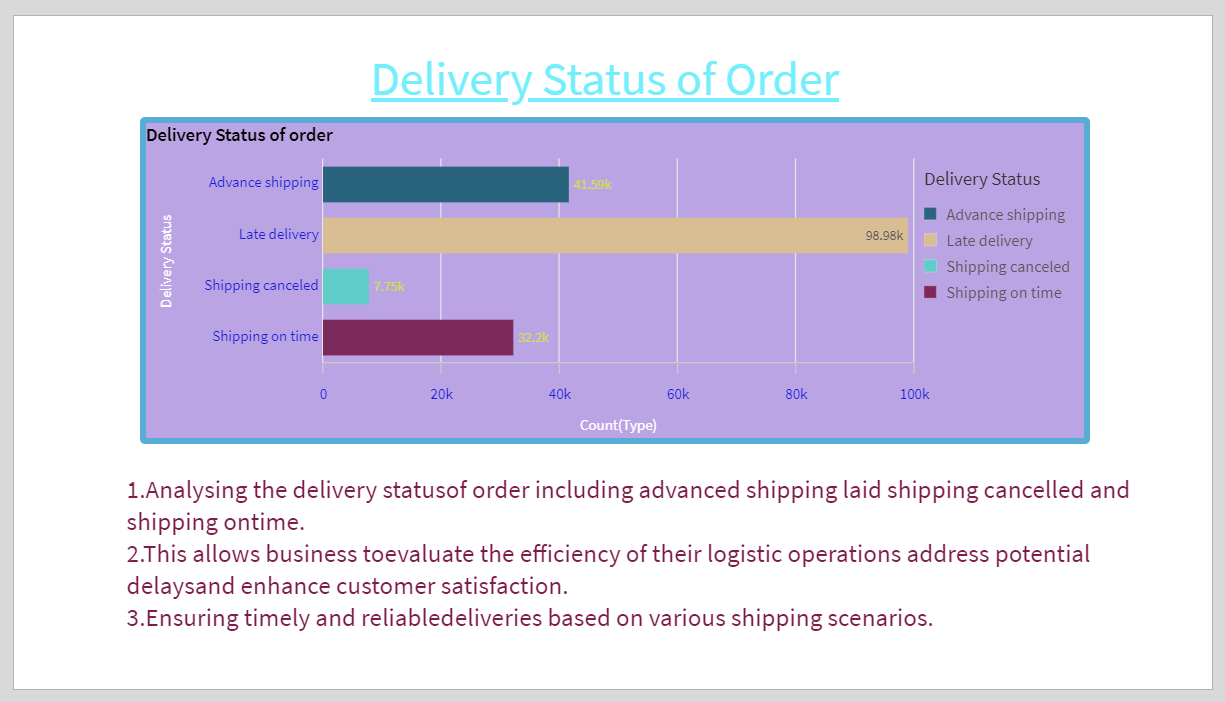 Delivery Status of Order
Delivery Status of order
Delivery Status
Advance shipping
41.59k
Late delivery
98.98k
Shipping canceled
7.75k
Shipping on time
32.2k
0 20k 40k 60k 80k 100k
Count(Type)
Delivery Status
Advance shipping
Late delivery
Shipping canceled
Shipping on time
1.Analysing the delivery statusof order including advanced shipping laid shipping cancelled and
shipping ontime.
2.This allows business toevaluate the efficiency of their logistic operations address potential
delaysand enhance customer satisfaction.
3.Ensuring timely and reliabledeliveries based on various shipping scenarios.